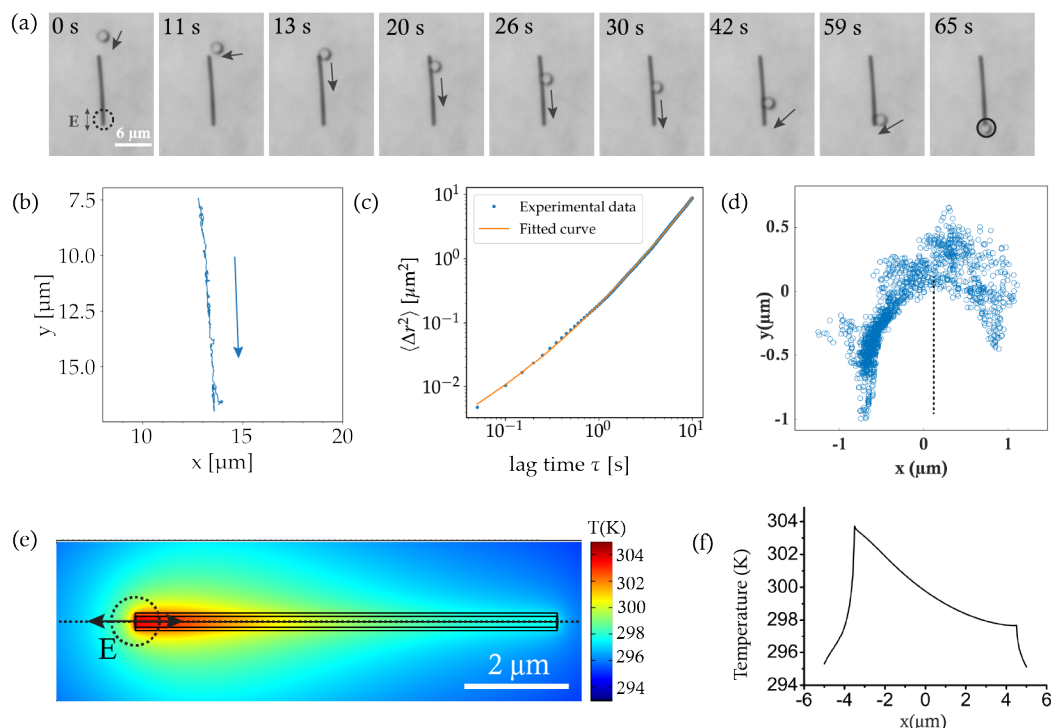 (a)
0 s
11 s
13 s
20 s
26 s
30 s
42 s
59 s
65 s
E
6 μm
(b)
7.5
10.0
12.5
15.0
y [μm]
10
15
20
x [μm]
(c)
10¹
10⁰
10⁻¹
10⁻²
⟨Δr²⟩ [μm²]
Experimental data
Fitted curve
10⁻¹
10⁰
10¹
lag time τ [s]
(d)
0.5
0
-0.5
-1
y(μm)
-1
0
1
x (μm)
(e)
E
2 μm
T(K)
304
302
300
298
296
294
(f)
304
302
300
298
296
294
Temperature (K)
-6
-4
-2
0
2
4
6
x(μm)